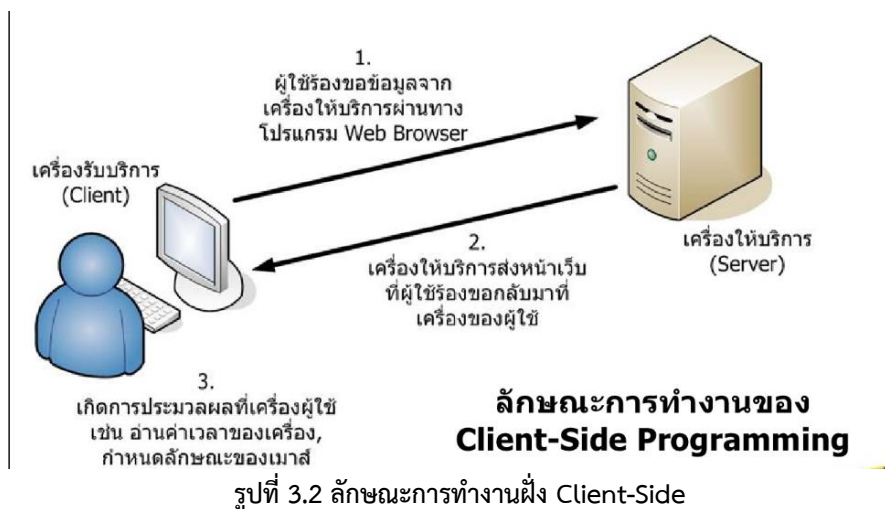 1.
ผู้ใช้ร้องขอข้อมูลจาก
เครื่องให้บริการผ่านทาง
โปรแกรม Web Browser
เครื่องรับบริการ
(Client)
เครื่องให้บริการ
(Server)
2.
เครื่องให้บริการส่งหน้าเว็บ
ที่ผู้ใช้ร้องขอกลับมาที่
เครื่องของผู้ใช้
3.
เกิดการประมวลผลที่เครื่องผู้ใช้
เช่น อ่านค่าเวลาของเครื่อง,
กำหนดลักษณะของเมาส์
ลักษณะการทำงานของ
Client-Side Programming
รูปที่ 3.2 ลักษณะการทำงานฝั่ง Client-Side